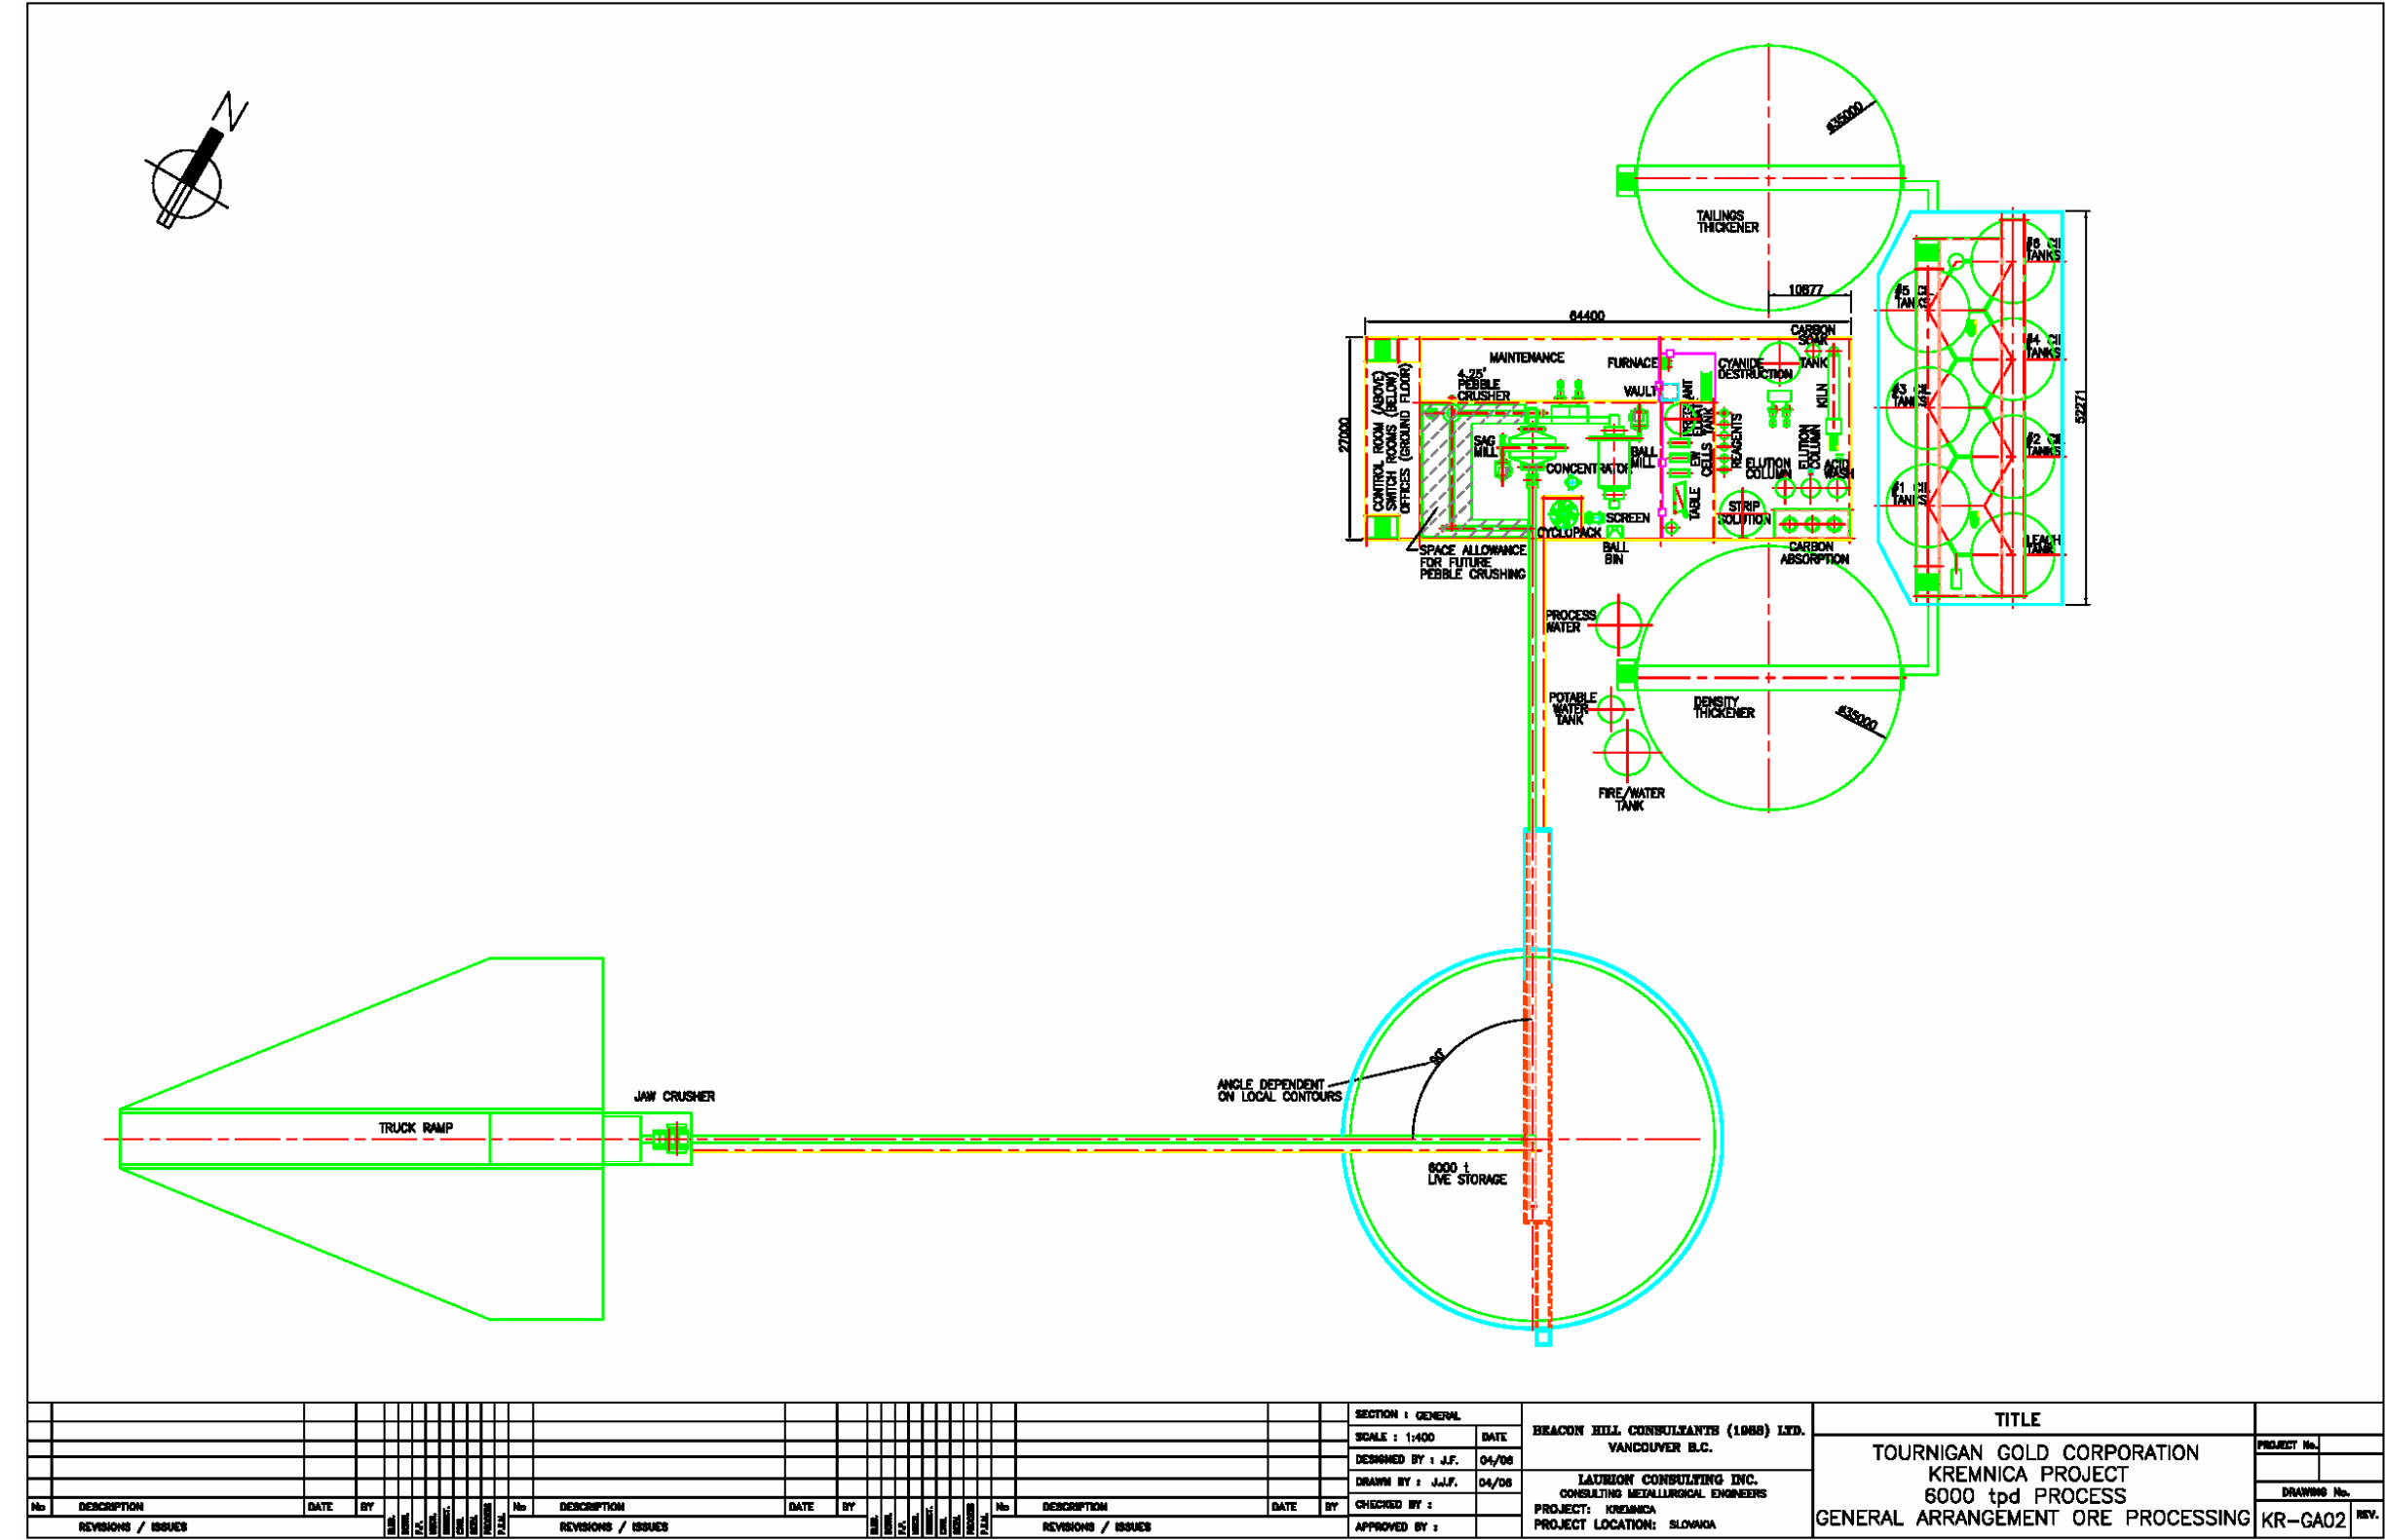 N
ø35000
TAILINGS
THICKENER
10677
64400
27000
52271
#6 CIL
TANKS
#5 CIL
TANKS
#4 CIL
TANKS
#3 CIL
TANKS
#2 CIL
TANKS
#1 CIL
TANKS
LEACH
TANK
MAINTENANCE
4.25'
PEBBLE
CRUSHER
CONTROL ROOM (ABOVE)
SWITCH ROOMS (BELOW)
OFFICES (GROUND FLOOR)
FURNACE
VAULT
CYANIDE
DESTRUCTION
CARBON
SOAK
TANK
KILN
SAG
MILL
CONCENTRATOR
BALL
MILL
EW
CELLS
TANK
REAGENTS
ELUTION
COLUMN
ELUTION
COLUMN
ACID
WASH
TABLE
STRIP
SOLUTION
SCREEN
CYCLOPACK
BALL
BIN
CARBON
ABSORPTION
SPACE ALLOWANCE
FOR FUTURE
PEBBLE CRUSHING
PROCESS
WATER
POTABLE
WATER
TANK
FIRE/WATER
TANK
DENSITY
THICKENER
ø35000
90°
ANGLE DEPENDENT
ON LOCAL CONTOURS
JAW CRUSHER
TRUCK RAMP
6000 t
LIVE STORAGE
No DESCRIPTION DATE BY
REVISIONS / ISSUES
No DESCRIPTION DATE BY
REVISIONS / ISSUES
No DESCRIPTION DATE BY
REVISIONS / ISSUES
SECTION : GENERAL
SCALE : 1:400 DATE
DESIGNED BY : J.F. 04/06
DRAWN BY : J.J.F. 04/06
CHECKED BY :
APPROVED BY :
BEACON HILL CONSULTANTS (1988) LTD.
VANCOUVER B.C.
LAURION CONSULTING INC.
CONSULTING METALLURGICAL ENGINEERS
PROJECT: KREMNICA
PROJECT LOCATION: SLOVAKIA
TITLE
TOURNIGAN GOLD CORPORATION
KREMNICA PROJECT
6000 tpd PROCESS
GENERAL ARRANGEMENT ORE PROCESSING
PROJECT No.
DRAWING No.
KR-GA02 REV.